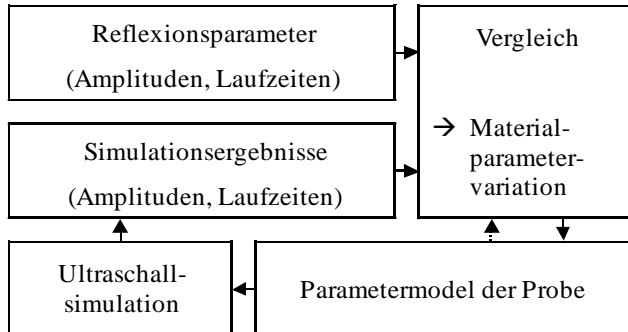 Reflexionsparameter
(Amplituden, Laufzeiten)
Vergleich
→ Material-
parameter-
variation
Simulationsergebnisse
(Amplituden, Laufzeiten)
Ultraschall-
simulation
Parametermodel der Probe